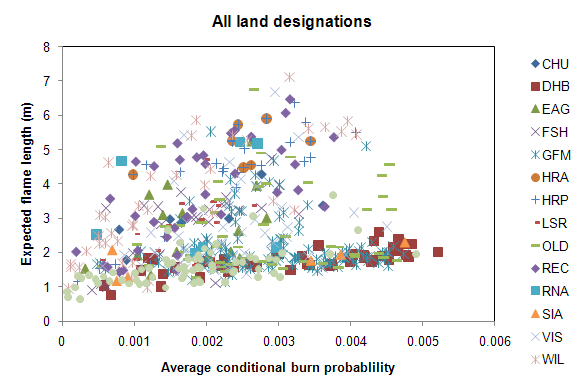 All land designations
Expected flame length (m)
8
7
6
5
4
3
2
1
0
0
0.001
0.002
0.003
0.004
0.005
0.006
Average conditional burn probablility
CHU
DHB
EAG
FSH
GFM
HRA
HRP
LSR
OLD
REC
RNA
SIA
VIS
WIL